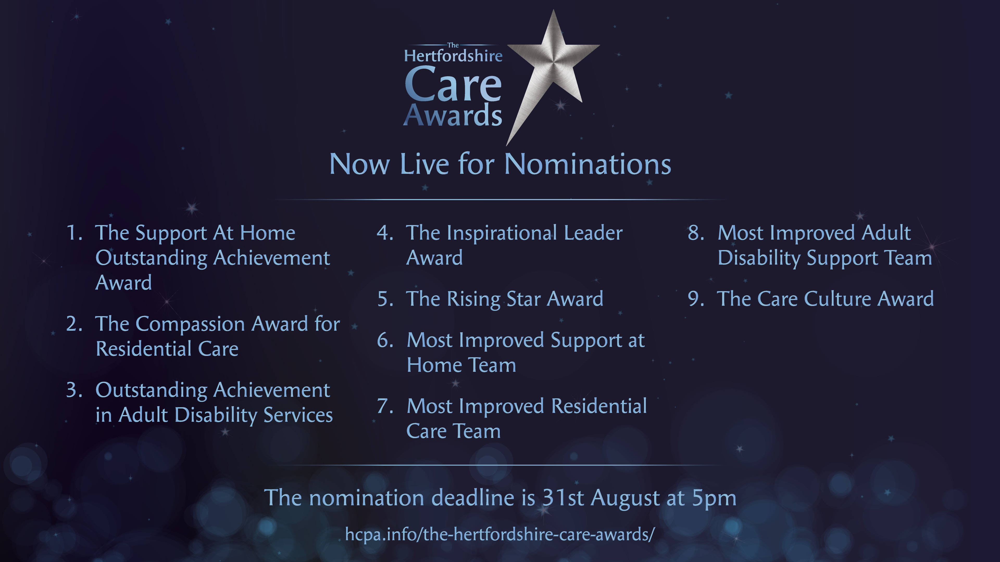 The
Hertfordshire
Care
Awards
Now Live for Nominations
1. The Support At Home
Outstanding Achievement
Award
2. The Compassion Award for
Residential Care
3. Outstanding Achievement
in Adult Disability Services
4. The Inspirational Leader
Award
5. The Rising Star Award
6. Most Improved Support at
Home Team
7. Most Improved Residential
Care Team
8. Most Improved Adult
Disability Support Team
9. The Care Culture Award
The nomination deadline is 31st August at 5pm
hcpa.info/the-hertfordshire-care-awards/